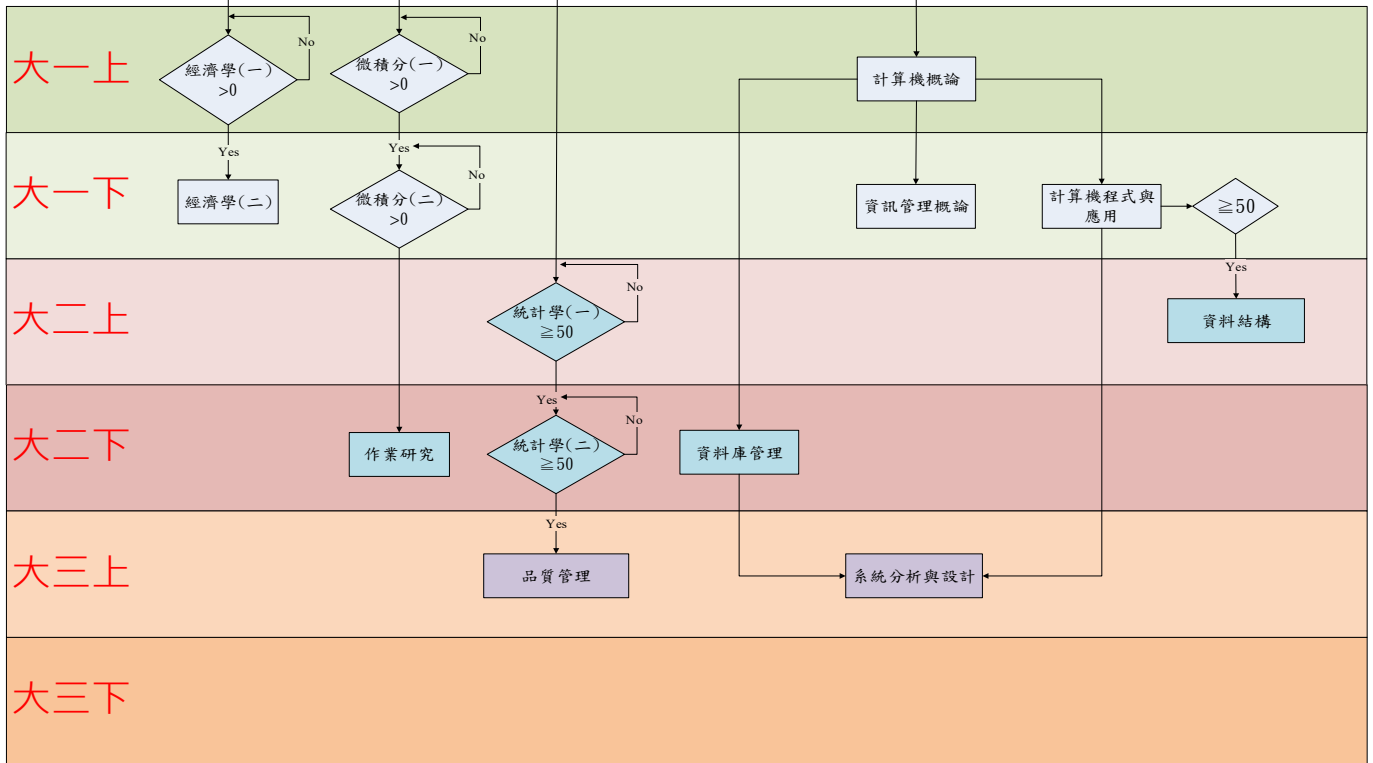 大一上
No
No
經濟學(一)
>0
微積分(一)
>0
計算機概論
大一下
Yes
Yes
No
經濟學(二)
微積分(二)
>0
資訊管理概論
計算機程式與
應用
≧50
Yes
大二上
No
統計學(一)
≧50
資料結構
大二下
Yes
No
作業研究
統計學(二)
≧50
資料庫管理
Yes
大三上
品質管理
系統分析與設計
大三下